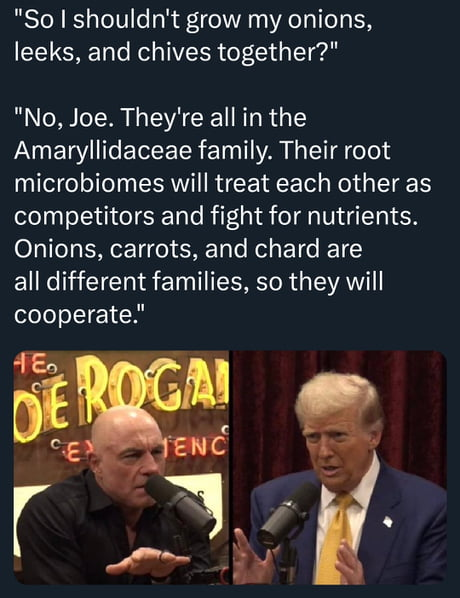 "So I shouldn't grow my onions,
leeks, and chives together?"
"No, Joe. They're all in the
Amaryllidaceae family. Their root
microbiomes will treat each other as
competitors and fight for nutrients.
Onions, carrots, and chard are
all different families, so they will
cooperate."
HE
OE ROGA
E IENC